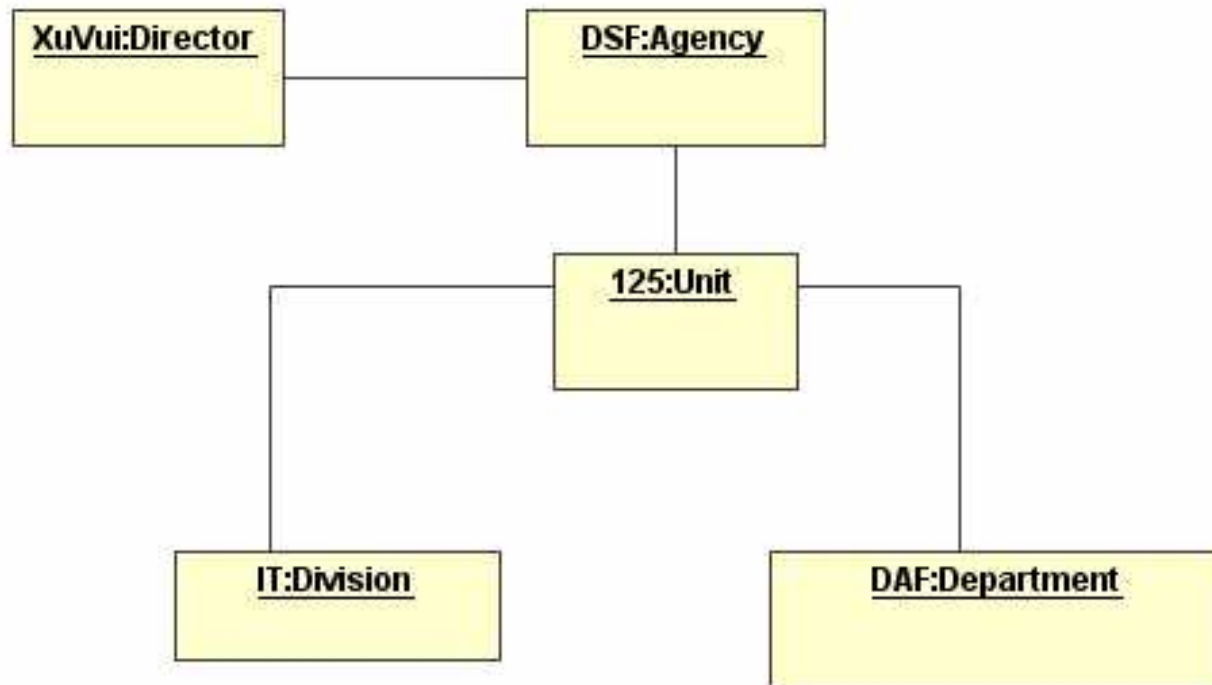 XuVui:Director
DSF:Agency
125:Unit
IT:Division
DAF:Department